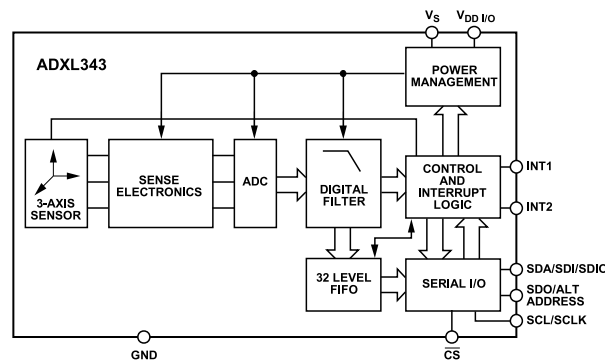 ADXL343
VS
VDD I/O
POWER
MANAGEMENT
3-AXIS
SENSOR
SENSE
ELECTRONICS
ADC
DIGITAL
FILTER
CONTROL
AND
INTERRUPT
LOGIC
INT1
INT2
32 LEVEL
FIFO
SERIAL I/O
SDA/SDI/SDIO
SDO/ALT
ADDRESS
SCL/SCLK
GND
CS